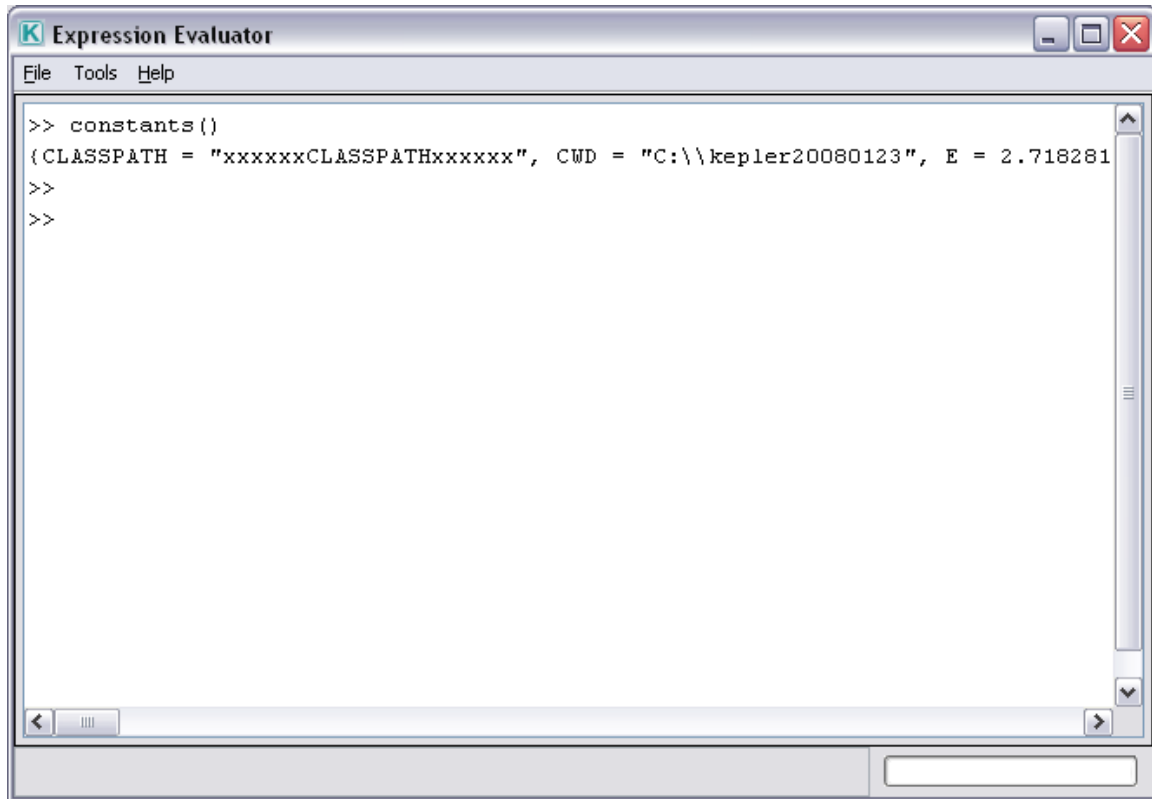 K Expression Evaluator
File Tools Help
>> constants()
{CLASSPATH = "xxxxxxCLASSPATHxxxxxx", CWD = "C:\\kepler20080123", E = 2.718281
>>
>>